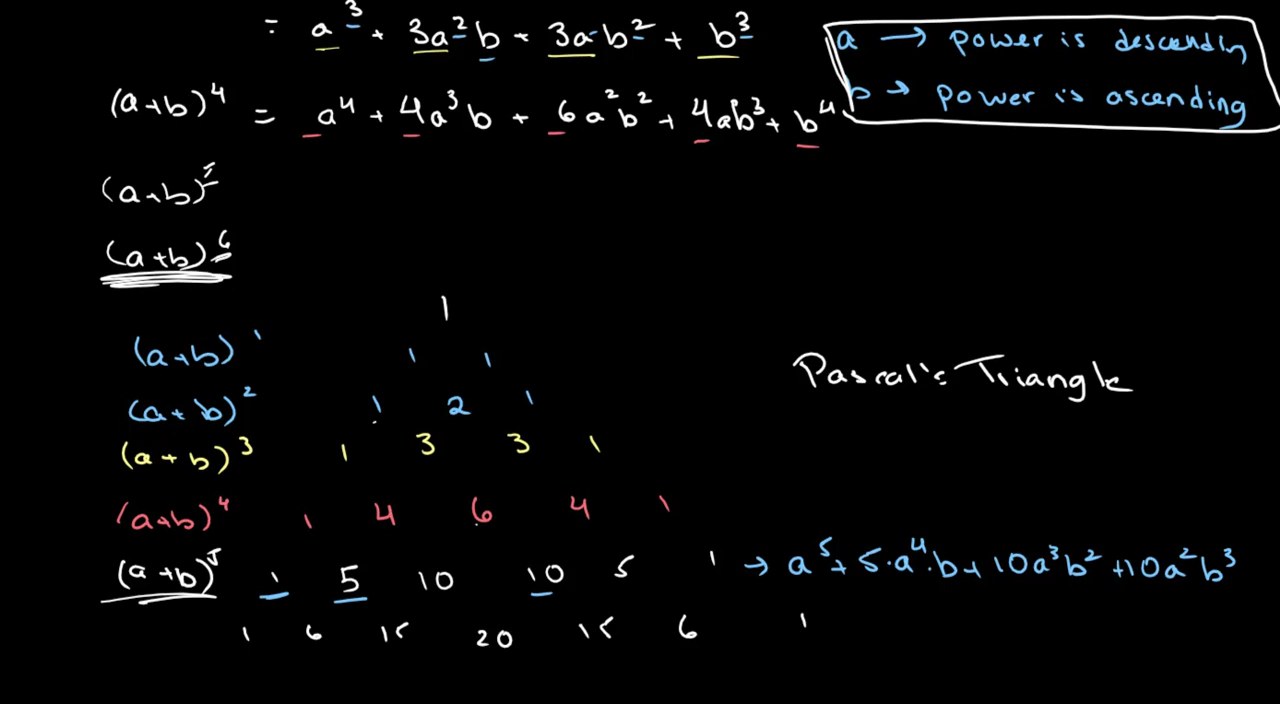 = a³ + 3a²b + 3ab² + b³
a → power is descendin
b → power is ascending
(a+b)⁴ = a⁴ + 4a³b + 6a²b² + 4ab³ + b⁴
(a+b)⁵
(a+b)⁶
1
(a+b)¹ 1 1
Pascal's Triangle
(a+b)² 1 2 1
(a+b)³ 1 3 3 1
(a+b)⁴ 1 4 6 4 1
(a+b)⁵ 1 5 10 10 5 1 → a⁵ + 5·a⁴·b + 10a³b² + 10a²b³
1 6 15 20 15 6 1